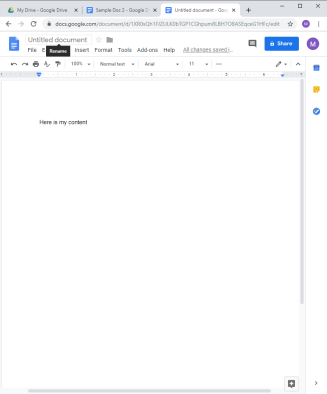 My Drive - Google Drive
Sample Doc 2 - Google D
Untitled document - Goo
docs.google.com/document/d/
/edit
M
Untitled document
Share
M
File E
Rename
Insert Format Tools Add-ons Help All changes saved i...
100% Normal text Arial 11
Here is my content